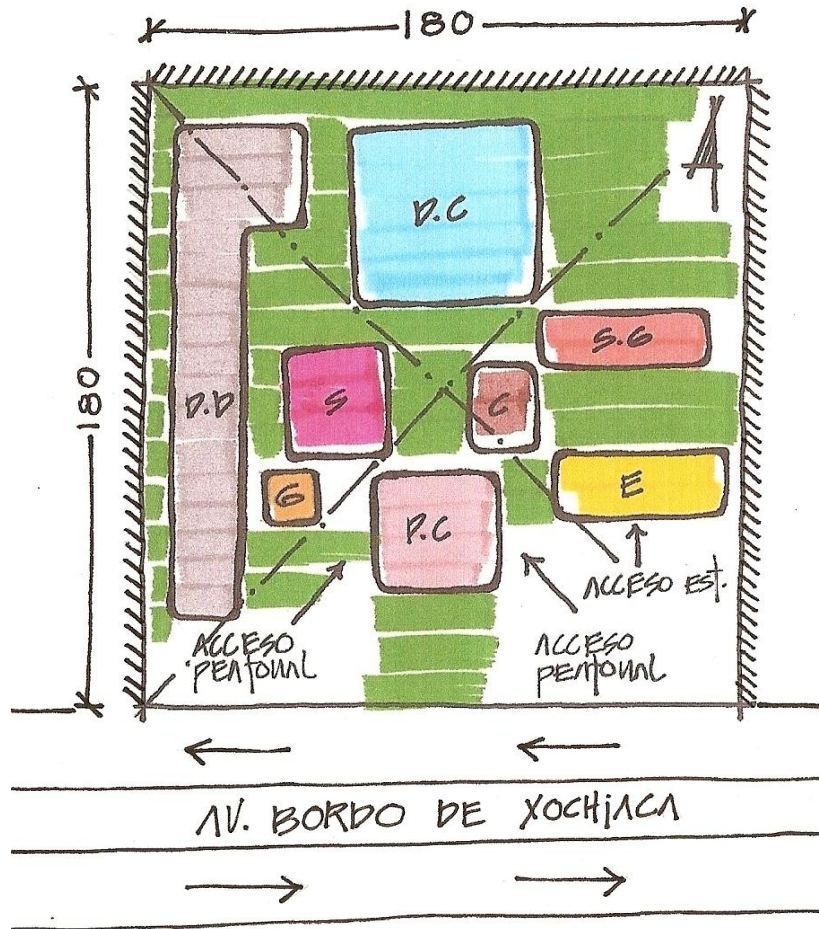 180
180
D.C
S.G
D.D
S
C
G
P.C
E
ACCESO EST.
ACCESO
PEATONAL
ACCESO
PEATONAL
AV. BORDO DE XOCHIACA